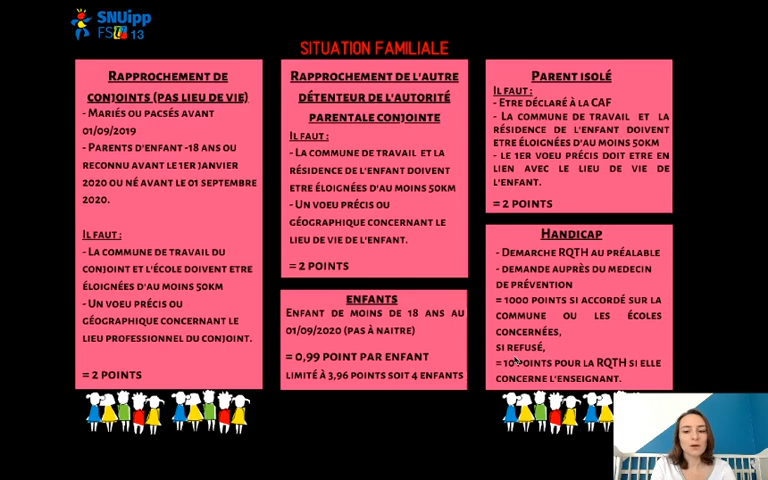 SNUipp
FSU 13
SITUATION FAMILIALE
RAPPROCHEMENT DE
CONJOINTS (PAS LIEU DE VIE)
- MARIÉS OU PACSÉS AVANT
01/09/2019
- PARENTS D'ENFANT -18 ANS OU
RECONNU AVANT LE 1ER JANVIER
2020 OU NÉ AVANT LE 01 SEPTEMBRE
2020.
IL FAUT :
- LA COMMUNE DE TRAVAIL DU
CONJOINT ET L'ÉCOLE DOIVENT ETRE
ÉLOIGNÉES D'AU MOINS 50KM
- UN VOEU PRÉCIS OU
GÉOGRAPHIQUE CONCERNANT LE
LIEU PROFESSIONNEL DU CONJOINT.
= 2 POINTS
RAPPROCHEMENT DE L'AUTRE
DÉTENTEUR DE L'AUTORITÉ
PARENTALE CONJOINTE
IL FAUT :
- LA COMMUNE DE TRAVAIL ET LA
RÉSIDENCE DE L'ENFANT DOIVENT
ETRE ÉLOIGNÉES D'AU MOINS 50KM
- UN VOEU PRÉCIS OU
GÉOGRAPHIQUE CONCERNANT LE
LIEU DE VIE DE L'ENFANT.
= 2 POINTS
ENFANTS
ENFANT DE MOINS DE 18 ANS AU
01/09/2020 (PAS À NAITRE)
= 0,99 POINT PAR ENFANT
LIMITÉ À 3,96 POINTS SOIT 4 ENFANTS
PARENT ISOLÉ
IL FAUT :
- ETRE DÉCLARÉ À LA CAF
- LA COMMUNE DE TRAVAIL ET LA
RÉSIDENCE DE L'ENFANT DOIVENT
ETRE ÉLOIGNÉES D'AU MOINS 50KM
- LE 1ER VOEU PRÉCIS DOIT ETRE EN
LIEN AVEC LE LIEU DE VIE DE
L'ENFANT.
= 2 POINTS
HANDICAP
- DEMARCHE RQTH AU PRÉALABLE
- DEMANDE AUPRÈS DU MEDECIN
DE PRÉVENTION
= 1000 POINTS SI ACCORDÉ SUR LA
COMMUNE OU LES ÉCOLES
CONCERNÉES,
SI REFUSÉ,
= 10 POINTS POUR LA RQTH SI ELLE
CONCERNE L'ENSEIGNANT.